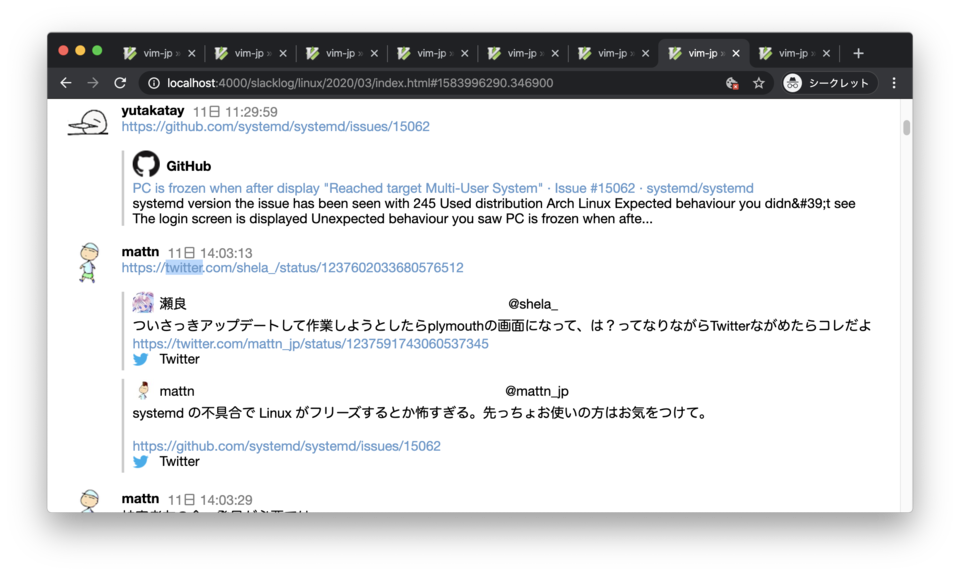 vim-jp » vim-jp » vim-jp » vim-jp » vim-jp » vim-jp » vim-jp » vim-jp »
localhost:4000/slacklog/linux/2020/03/index.html#1583996290.346900 シークレット
yutakatay 11日 11:29:59
https://github.com/systemd/systemd/issues/15062
GitHub
PC is frozen when after display "Reached target Multi-User System" · Issue #15062 · systemd/systemd
systemd version the issue has been seen with 245 Used distribution Arch Linux Expected behaviour you didn&#39;t see
The login screen is displayed Unexpected behaviour you saw PC is frozen when afte...
mattn 11日 14:03:13
https://twitter.com/shela_/status/1237602033680576512
瀬良 @shela_
ついさっきアップデートして作業しようとしたらplymouthの画面になって、は？ってなりながらTwitterながめたらコレだよ
https://twitter.com/mattn_jp/status/1237591743060537345
Twitter
mattn @mattn_jp
systemd の不具合で Linux がフリーズするとか怖すぎる。先っちょお使いの方はお気をつけて。
https://github.com/systemd/systemd/issues/15062
Twitter
mattn 11日 14:03:29